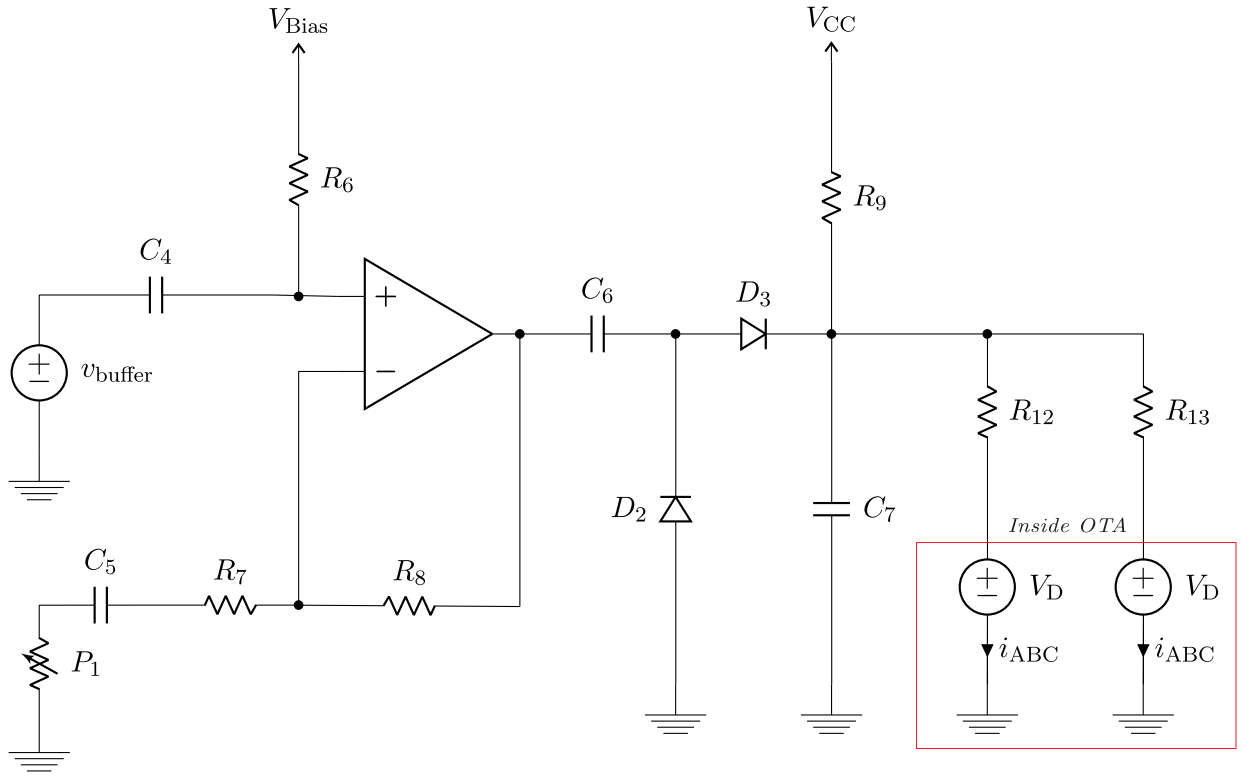 V_Bias
V_CC
R_6
R_9
C_4
+
C_6
D_3
+
−
v_buffer
−
R_12
R_13
D_2
C_7
Inside OTA
C_5
R_7
R_8
+
−
V_D
+
−
V_D
P_1
i_ABC
i_ABC